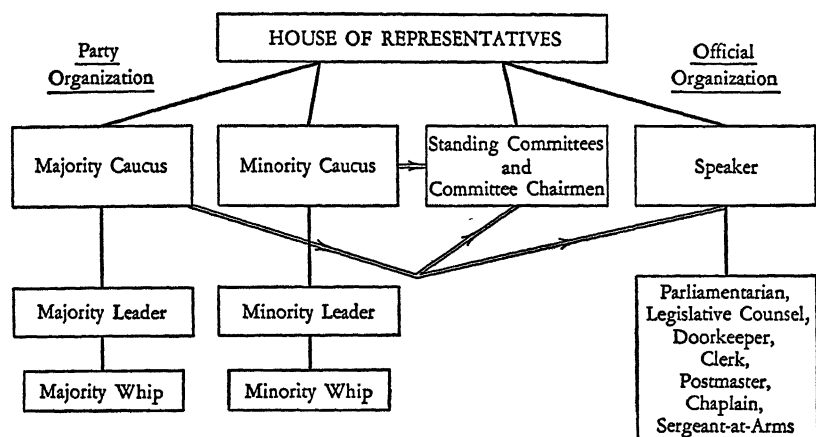 HOUSE OF REPRESENTATIVES
Party
Organization
Official
Organization
Majority Caucus
Minority Caucus
Standing Committees
and
Committee Chairmen
Speaker
Majority Leader
Minority Leader
Majority Whip
Minority Whip
Parliamentarian,
Legislative Counsel,
Doorkeeper,
Clerk,
Postmaster,
Chaplain,
Sergeant-at-Arms